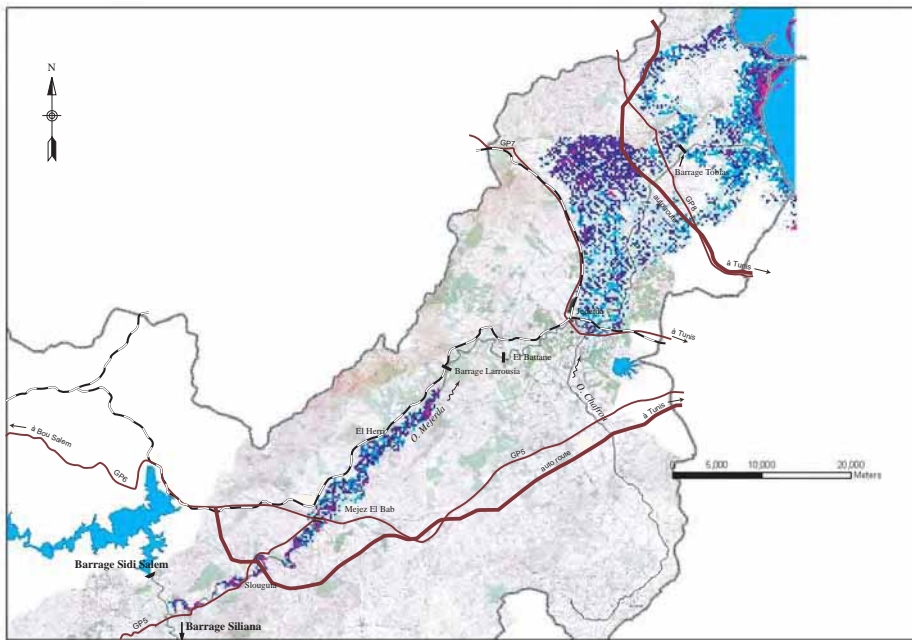 N
GP7
Barrage Tobias
autoroute
GP8
à Tunis
Jedeida
à Tunis
El Battane
Barrage Larrousia
O. Mejerda
O. Chafrou
El Herri
à Tunis
à Bou Salem
GP5
auto route
GP6
0 5,000 10,000 20,000
Meters
Mejez El Bab
Barrage Sidi Salem
Slouguia
GP5
Barrage Siliana